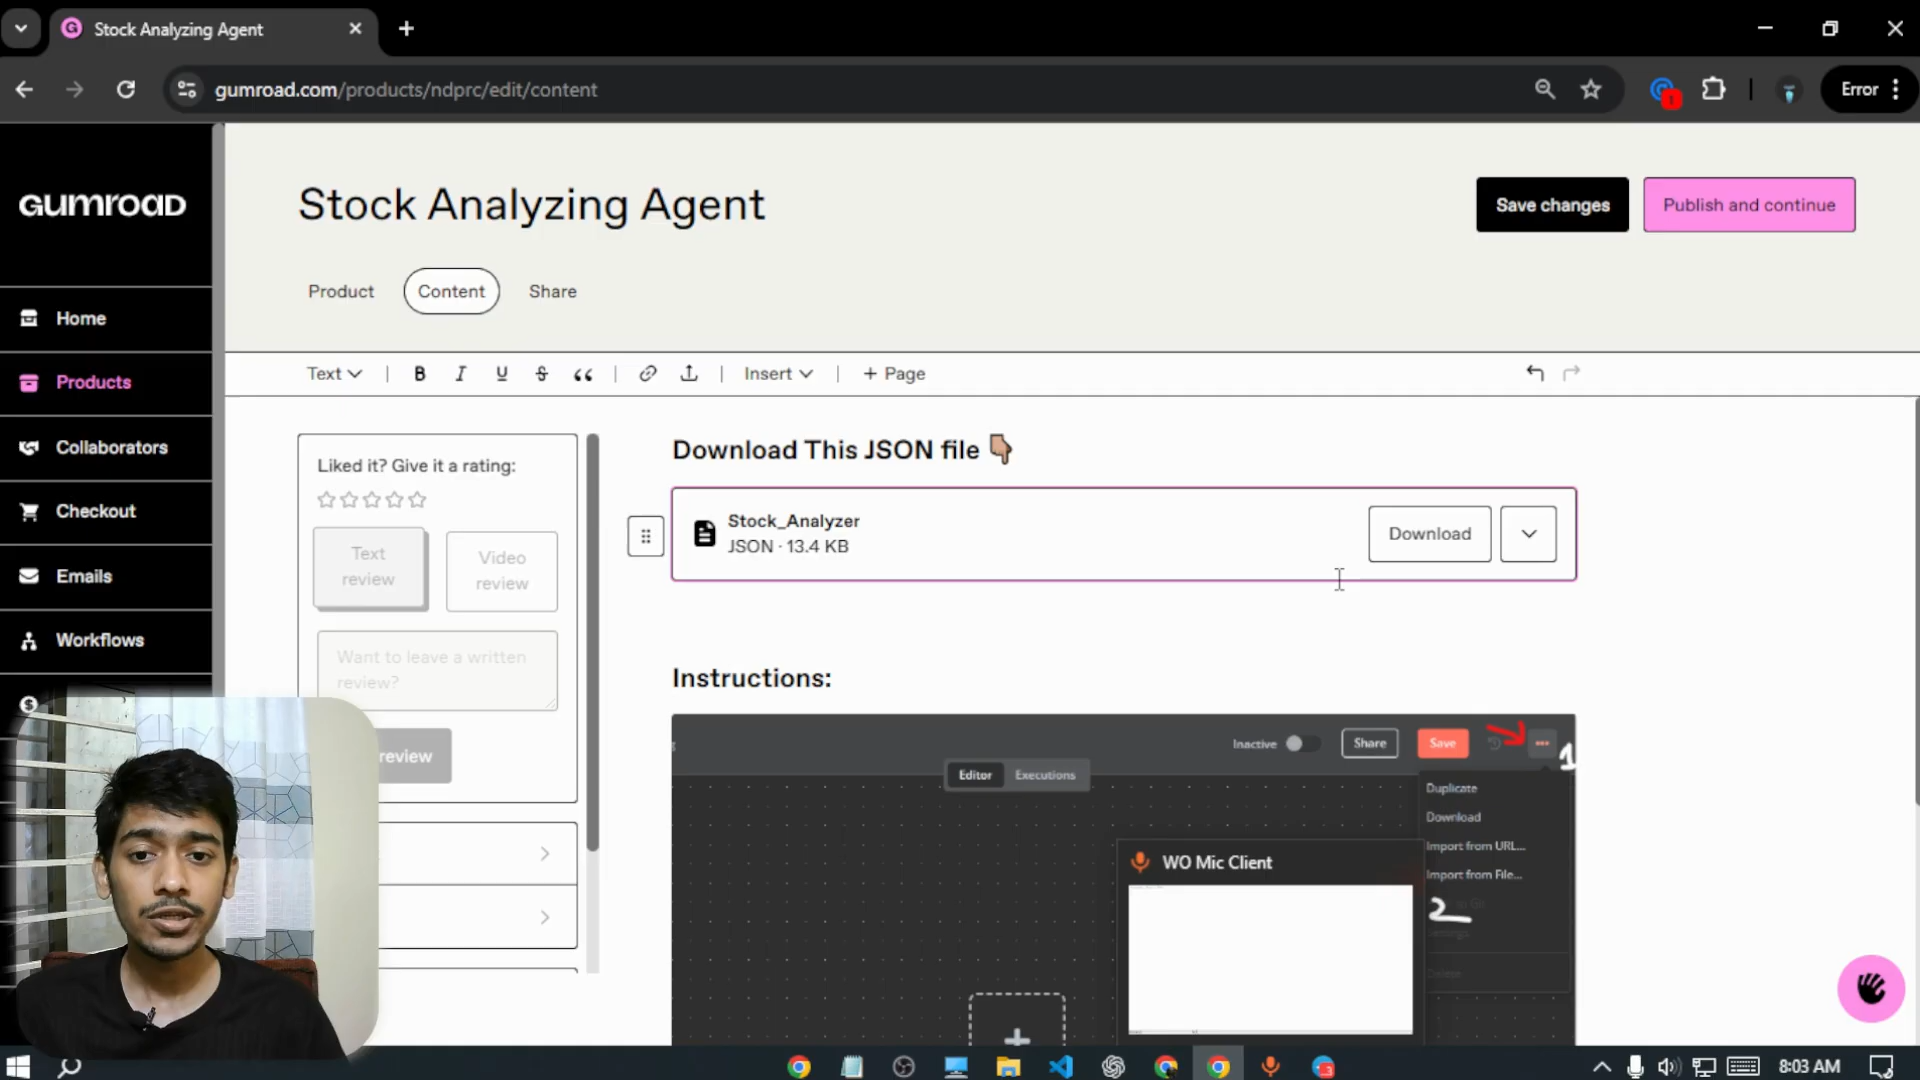 Stock Analyzing Agent
gumroad.com/products/ndprc/edit/content
Error
GUMROAD
Stock Analyzing Agent
Save changes
Publish and continue
Product
Content
Share
Home
Products
Collaborators
Checkout
Emails
Workflows
Text
B
I
U
S
Insert
+ Page
Liked it? Give it a rating:
Text
review
Video
review
Want to leave a written
review?
review
Download This JSON file
Stock_Analyzer
JSON · 13.4 KB
Download
Instructions:
Inactive
Share
Save
1
Editor
Executions
Duplicate
Download
Import from URL...
Import from File...
2
Delete
WO Mic Client
8:03 AM